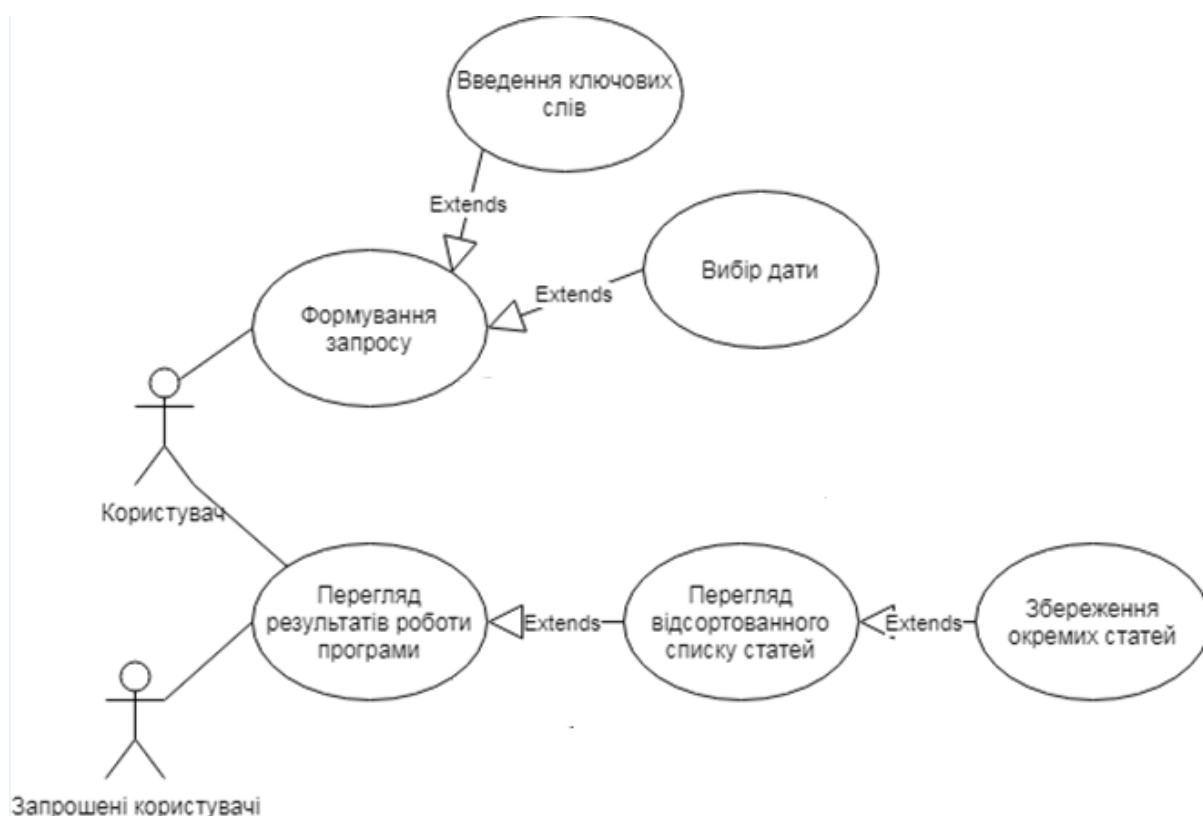 Введення ключових
слів
Extends
Вибір дати
Extends
Формування
запросу
Користувач
Перегляд
результатів роботи
програми
Extends
Перегляд
відсортованного
списку статей
Extends
Збереження
окремих статей
Запрошені користувачі